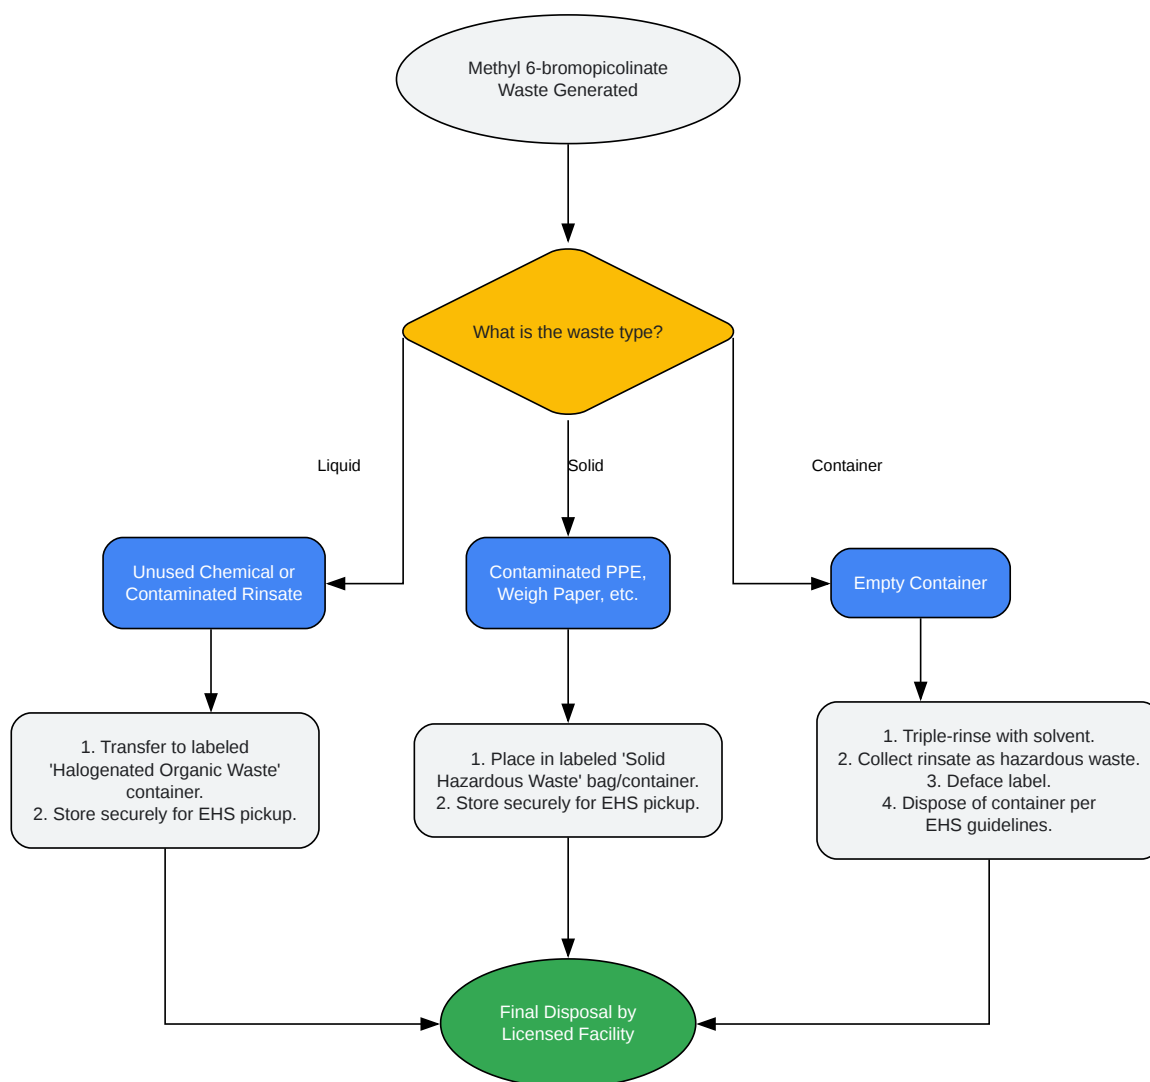 Methyl 6-bromopicolinate
Waste Generated
What is the waste type?
Liquid
Solid
Container
Unused Chemical or
Contaminated Rinsate
Contaminated PPE,
Weigh Paper, etc.
Empty Container
1. Transfer to labeled
'Halogenated Organic Waste'
container.
2. Store securely for EHS pickup.
1. Place in labeled 'Solid
Hazardous Waste' bag/container.
2. Store securely for EHS pickup.
1. Triple-rinse with solvent.
2. Collect rinsate as hazardous waste.
3. Deface label.
4. Dispose of container per
EHS guidelines.
Final Disposal by
Licensed Facility